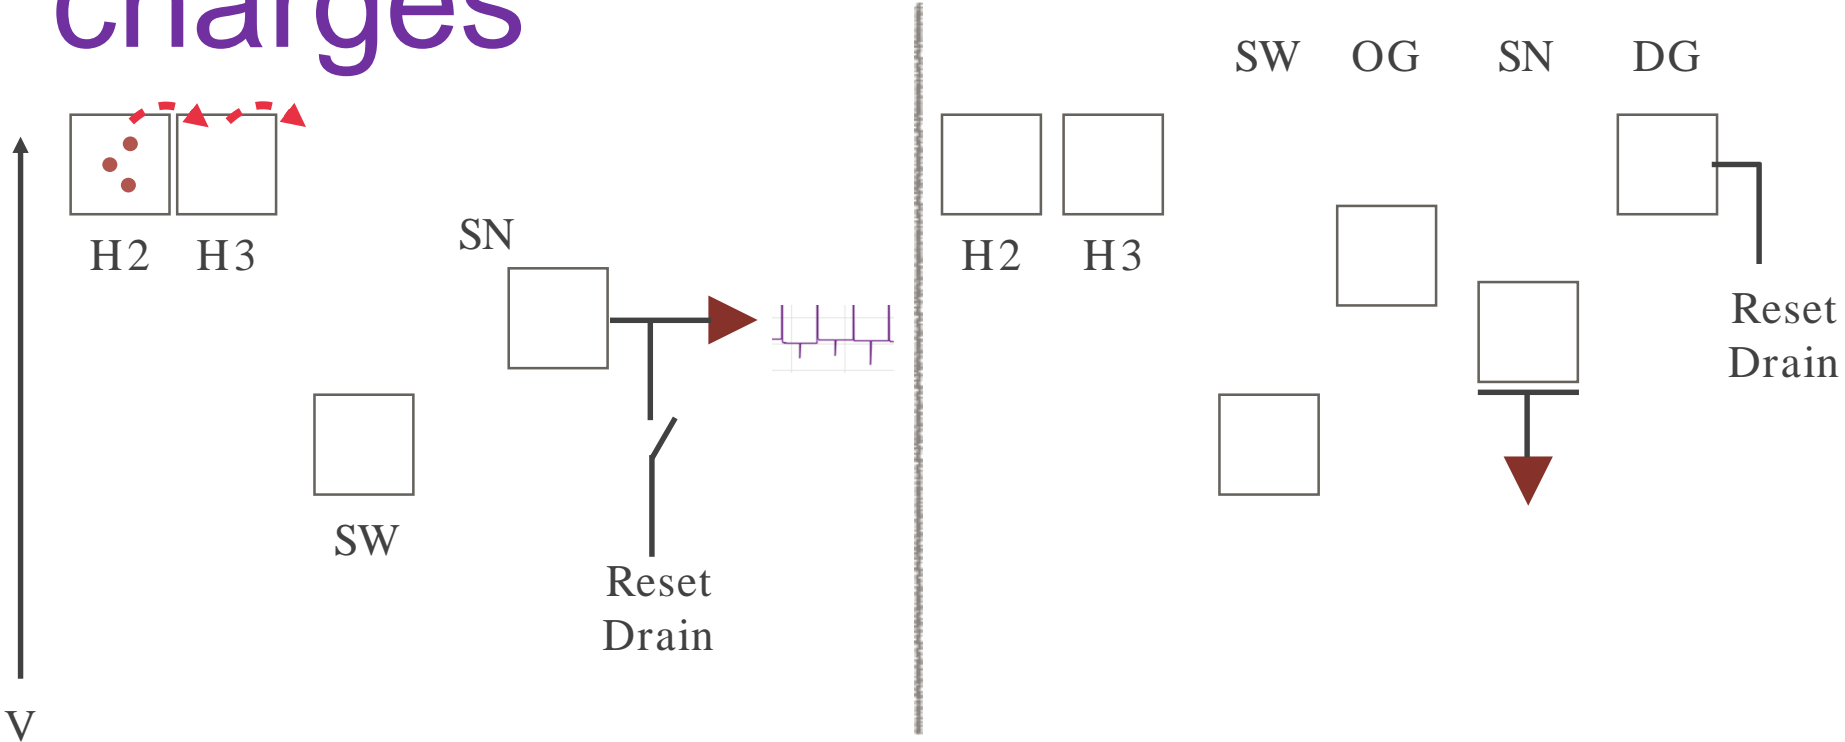 charges
SW OG SN DG
H2 H3
SN
H2 H3
Reset
Drain
SW
Reset
Drain
V